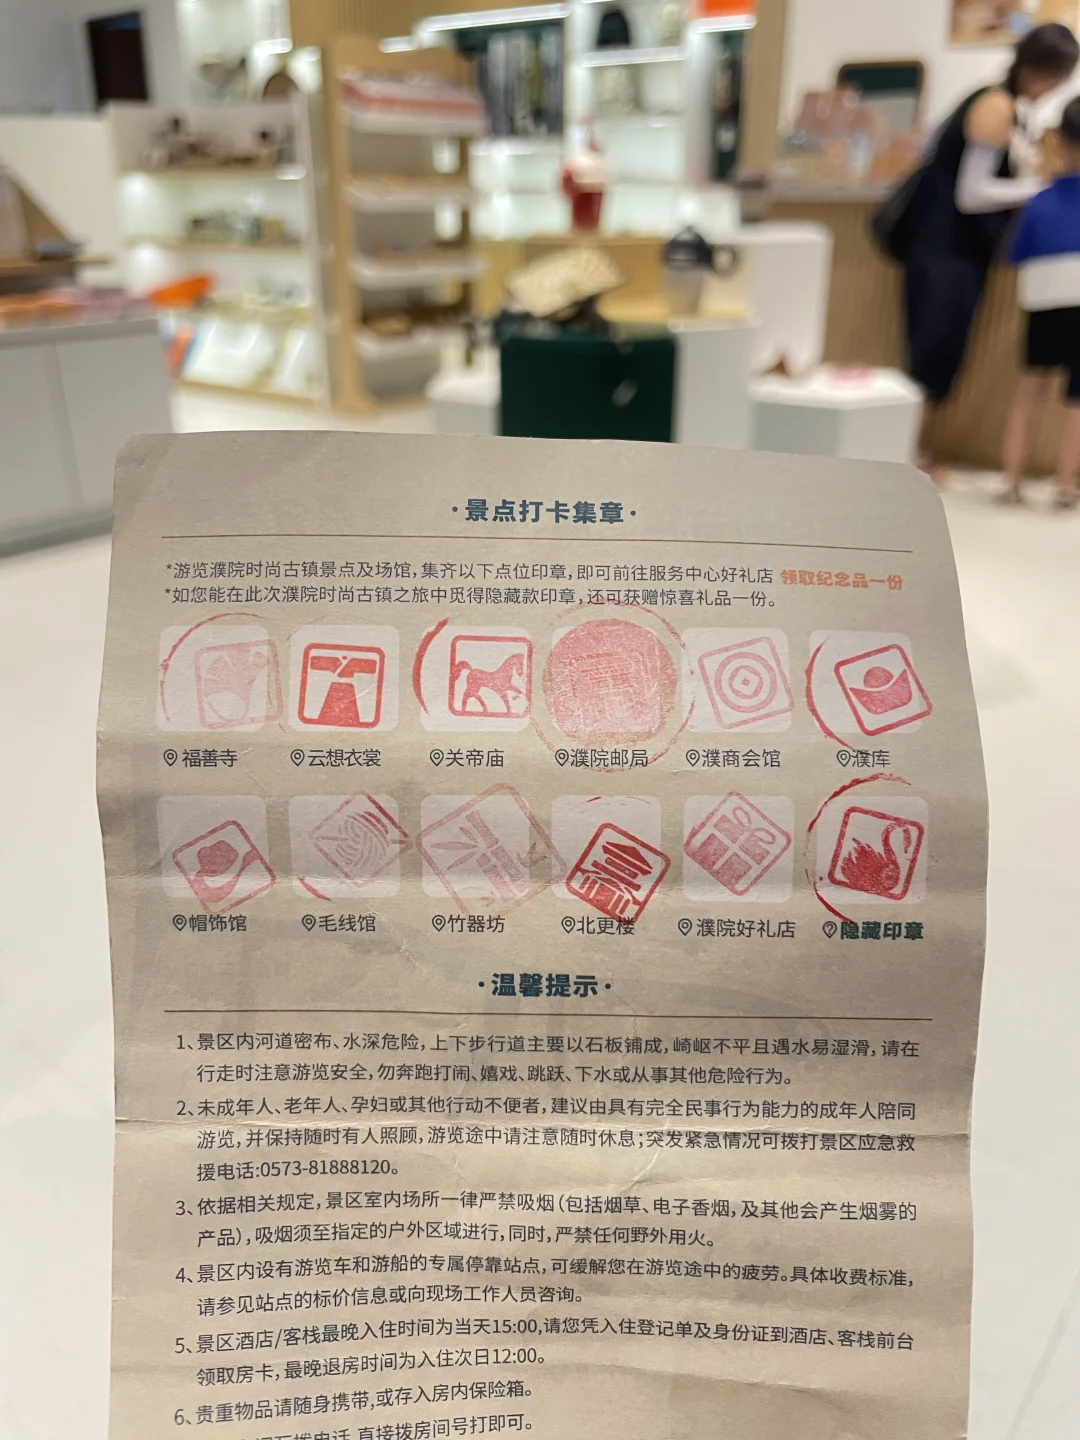 ·景点打卡集章·
*游览濮院时尚古镇景点及场馆,集齐以下点位印章,即可前往服务中心好礼店 领取纪念品一份
*如您能在此次濮院时尚古镇之旅中觅得隐藏款印章,还可获赠惊喜礼品一份。
福善寺 云想衣裳 关帝庙 濮院邮局 濮商会馆 濮库
帽饰馆 毛线馆 竹器坊 北更楼 濮院好礼店 隐藏印章
·温馨提示·
1、景区内河道密布、水深危险,上下步行道主要以石板铺成,崎岖不平且遇水易湿滑,请在
行走时注意游览安全,勿奔跑打闹、嬉戏、跳跃、下水或从事其他危险行为。
2、未成年人、老年人、孕妇或其他行动不便者,建议由具有完全民事行为能力的成年人陪同
游览,并保持随时有人照顾,游览途中请注意随时休息;突发紧急情况可拨打景区应急救
援电话:0573-81888120。
3、依据相关规定,景区室内场所一律严禁吸烟(包括烟草、电子香烟,及其他会产生烟雾的
产品),吸烟须至指定的户外区域进行,同时,严禁任何野外用火。
4、景区内设有游览车和游船的专属停靠站点,可缓解您在游览途中的疲劳。具体收费标准,
请参见站点的标价信息或向现场工作人员咨询。
5、景区酒店/客栈最晚入住时间为当天15:00,请您凭入住登记单及身份证到酒店、客栈前台
领取房卡,最晚退房时间为入住次日12:00。
6、贵重物品请随身携带,或存入房内保险箱。
拨电话,直接拨房间号打即可。